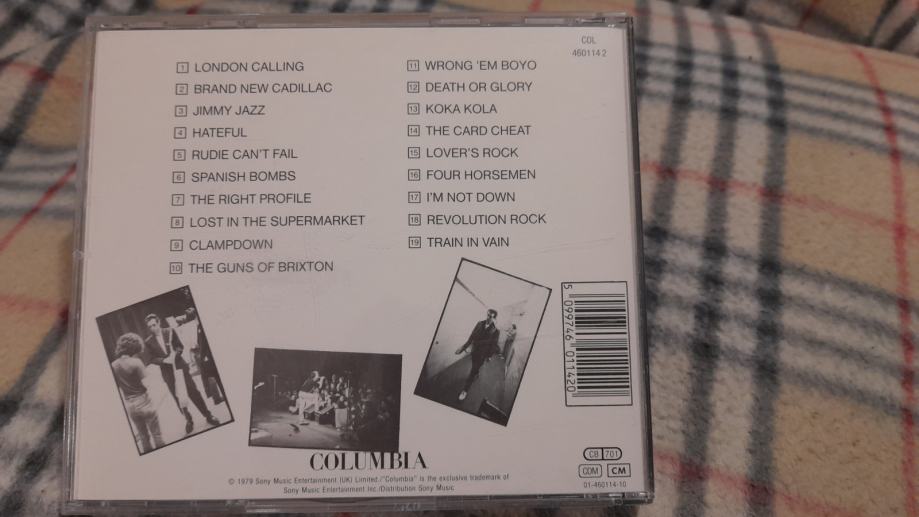 COL
460114 2
1 LONDON CALLING
2 BRAND NEW CADILLAC
3 JIMMY JAZZ
4 HATEFUL
5 RUDIE CAN'T FAIL
6 SPANISH BOMBS
7 THE RIGHT PROFILE
8 LOST IN THE SUPERMARKET
9 CLAMPDOWN
10 THE GUNS OF BRIXTON
11 WRONG 'EM BOYO
12 DEATH OR GLORY
13 KOKA KOLA
14 THE CARD CHEAT
15 LOVER'S ROCK
16 FOUR HORSEMEN
17 I'M NOT DOWN
18 REVOLUTION ROCK
19 TRAIN IN VAIN
5 099746 011420
COLUMBIA
© 1979 Sony Music Entertainment (UK) Limited./"Columbia" is the exclusive trademark of
Sony Music Entertainment Inc./Distribution Sony Music
CB 701
CDM CM
01-460114-10